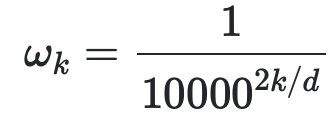 ω_k = 1 / 10000^{2k/d}